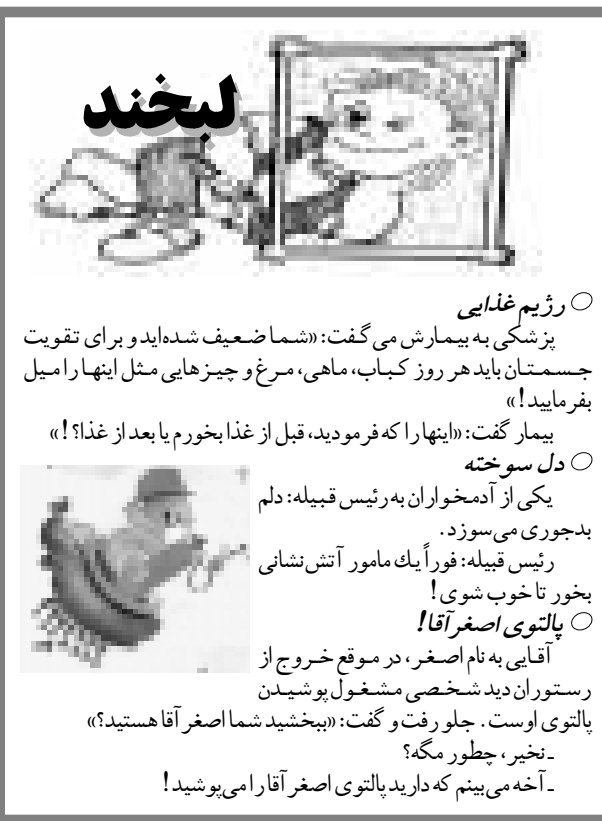 لبخند
○ رژیم غذایی
پزشکی به بیمارش می‌گفت: «شما ضعیف شده‌اید و برای تقویت
جسمتان باید هر روز کباب، ماهی، مرغ و چیزهایی مثل اینها را میل
بفرمایید!»
بیمار گفت: «اینها را که فرمودید، قبل از غذا بخورم یا بعد از غذا؟!»
○ دل سوخته
یکی از آدمخواران به رئیس قبیله: دلم
بدجوری می‌سوزد.
رئیس قبیله: فوراً یك مامور آتش‌نشانی
بخور تا خوب شوی!
○ پالتوی اصغر آقا!
آقایی به نام اصغر، در موقع خروج از
رستوران دید شخصی مشغول پوشیدن
پالتوی اوست. جلو رفت و گفت: «ببخشید شما اصغر آقا هستید؟»
ـ نخیر، چطور مگه؟
ـ آخه می‌بینم که دارید پالتوی اصغر آقا را می‌پوشید!